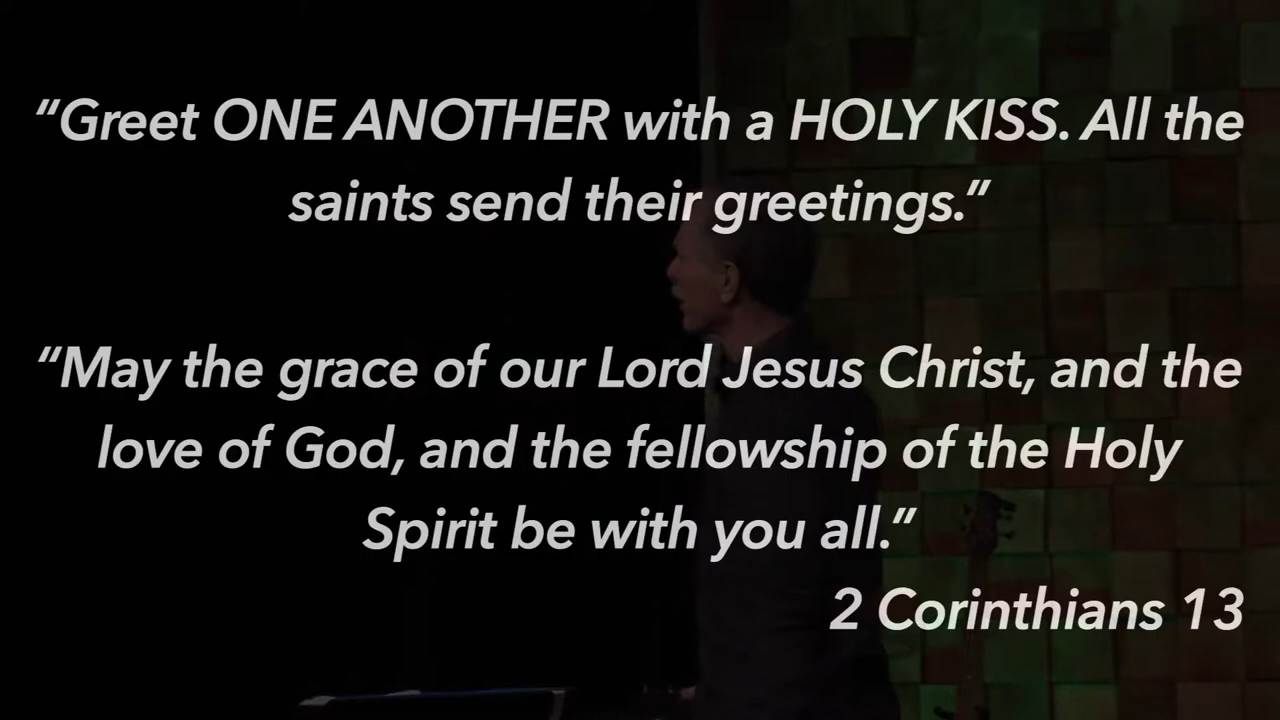 “Greet ONE ANOTHER with a HOLY KISS. All the
saints send their greetings.”
“May the grace of our Lord Jesus Christ, and the
love of God, and the fellowship of the Holy
Spirit be with you all.”
2 Corinthians 13